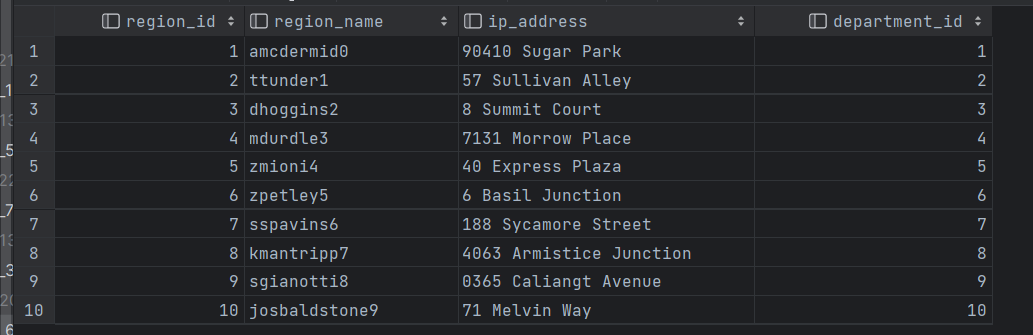 region_id region_name ip_address department_id
1 1 amcdermid0 90410 Sugar Park 1
2 2 ttunder1 57 Sullivan Alley 2
3 3 dhoggins2 8 Summit Court 3
4 4 mdurdle3 7131 Morrow Place 4
5 5 zmioni4 40 Express Plaza 5
6 6 zpetley5 6 Basil Junction 6
7 7 sspavins6 188 Sycamore Street 7
8 8 kmantripp7 4063 Armistice Junction 8
9 9 sgianotti8 0365 Caliangt Avenue 9
10 10 josbaldstone9 71 Melvin Way 10